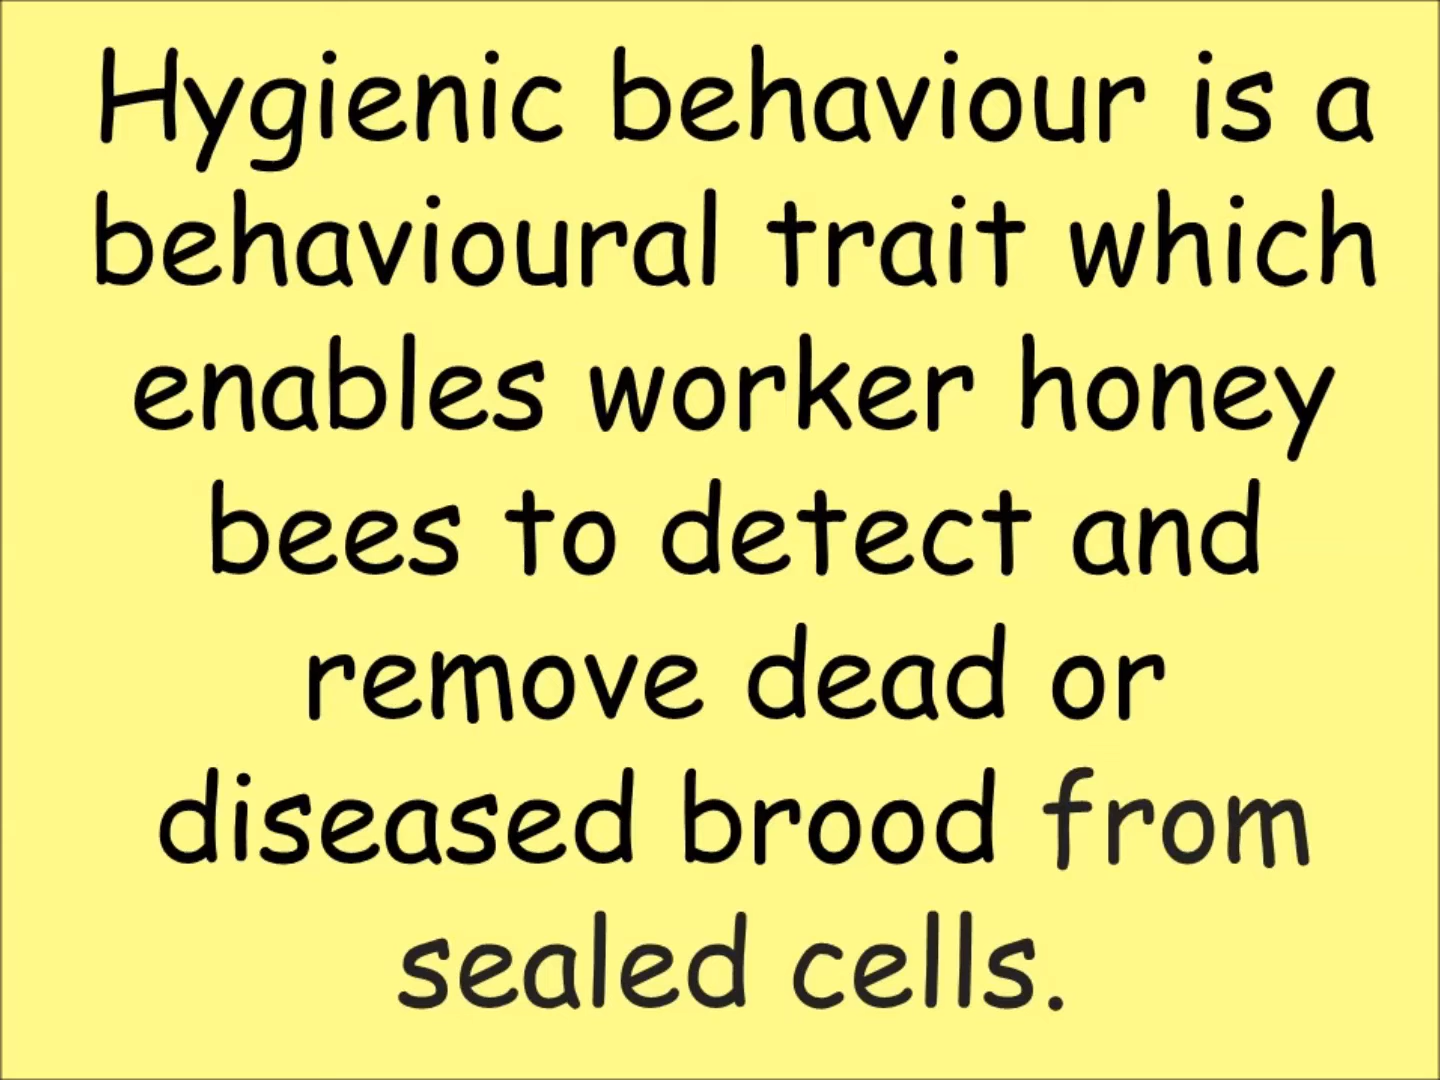 Hygienic behaviour is a
behavioural trait which
enables worker honey
bees to detect and
remove dead or
diseased brood from
sealed cells.